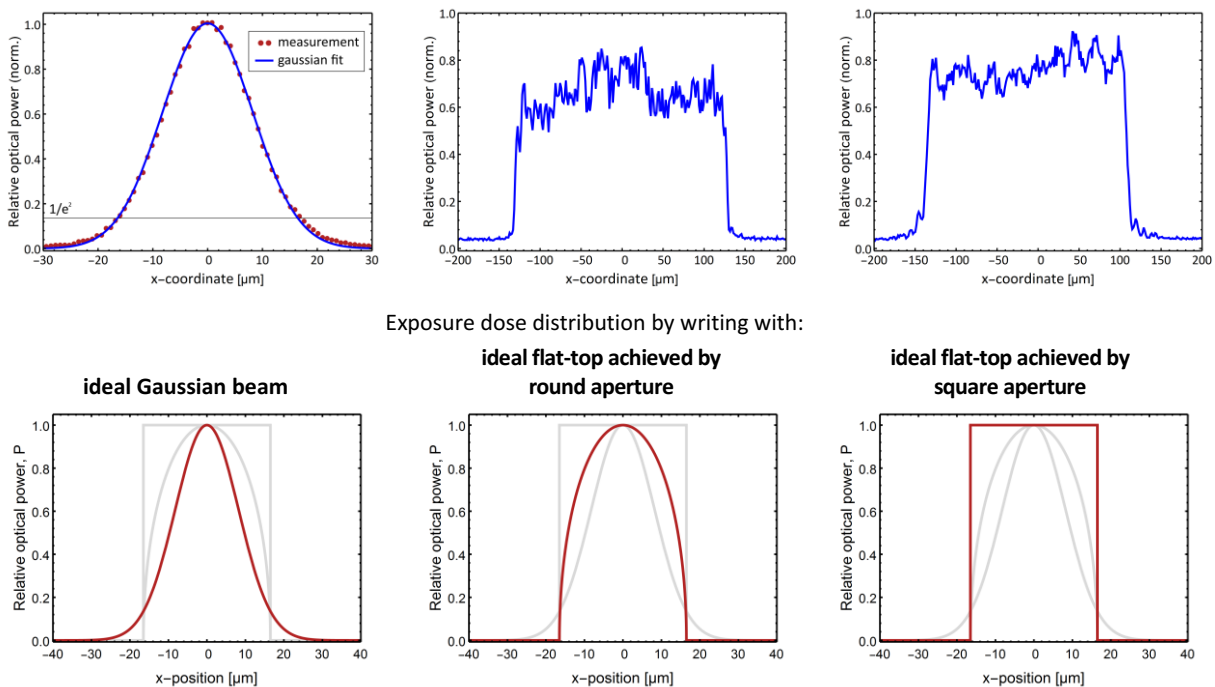 Relative optical power (norm.)
1.0
0.8
0.6
0.4
0.2
0.0
measurement
gaussian fit
1/e²
−30 −20 −10 0 10 20 30
x−coordinate [µm]
Relative optical power (norm.)
1.0
0.8
0.6
0.4
0.2
0.0
−200 −150 −100 −50 0 50 100 150 200
x−coordinate [µm]
Relative optical power (norm.)
1.0
0.8
0.6
0.4
0.2
0.0
−200 −150 −100 −50 0 50 100 150 200
x−coordinate [µm]
Exposure dose distribution by writing with:
ideal Gaussian beam
Relative optical power, P
1.0
0.8
0.6
0.4
0.2
0.0
−40 −30 −20 −10 0 10 20 30 40
x−position [µm]
ideal flat-top achieved by
round aperture
Relative optical power, P
1.0
0.8
0.6
0.4
0.2
0.0
−40 −30 −20 −10 0 10 20 30 40
x−position [µm]
ideal flat-top achieved by
square aperture
Relative optical power, P
1.0
0.8
0.6
0.4
0.2
0.0
−40 −30 −20 −10 0 10 20 30 40
x−position [µm]